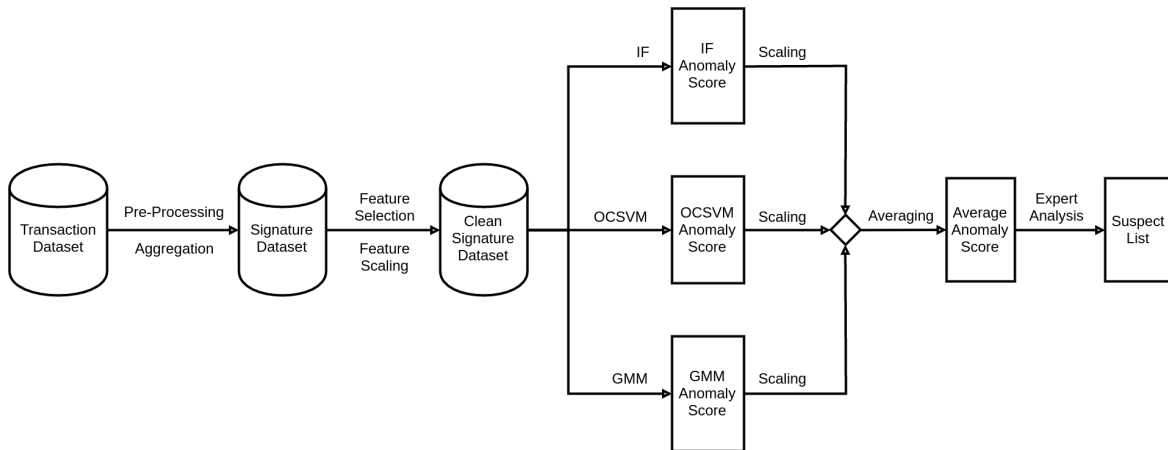 Transaction
Dataset
Pre-Processing
Aggregation
Signature
Dataset
Feature
Selection
Feature
Scaling
Clean
Signature
Dataset
IF
IF
Anomaly
Score
Scaling
OCSVM
OCSVM
Anomaly
Score
Scaling
GMM
GMM
Anomaly
Score
Scaling
Averaging
Average
Anomaly
Score
Expert
Analysis
Suspect
List